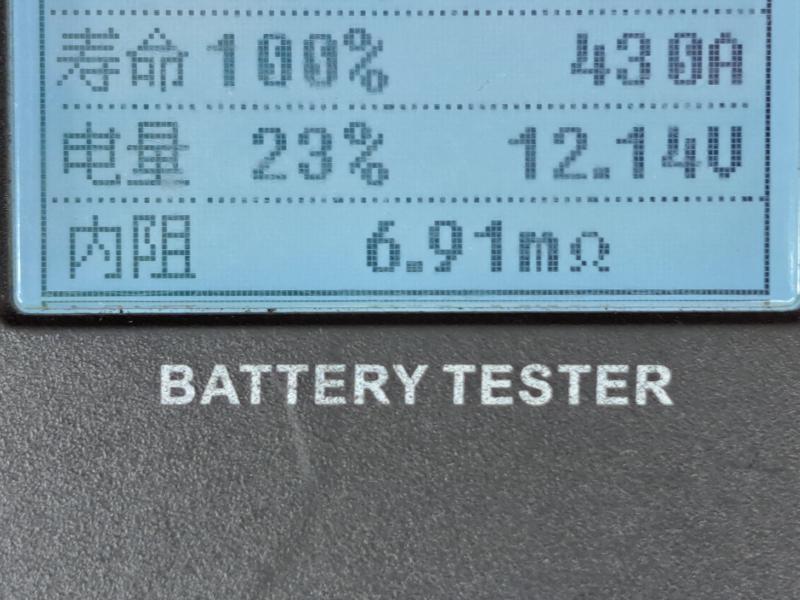 寿命 100% 430A
电量 23% 12.14V
内阻 6.91mΩ
BATTERY TESTER